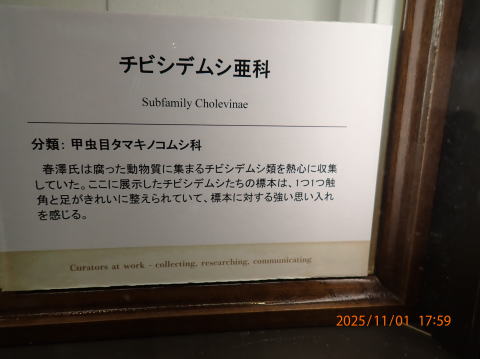 チビシデムシ亜科
Subfamily Cholevinae
分類： 甲虫目タマキノコムシ科
春澤氏は腐った動物質に集まるチビシデムシ類を熱心に収集
していた。ここに展示したチビシデムシたちの標本は、1つ1つ触
角と足がきれいに整えられていて、標本に対する強い思い入れ
を感じる。
Curators at work - collecting, researching, communicating
2025/11/01 17:59